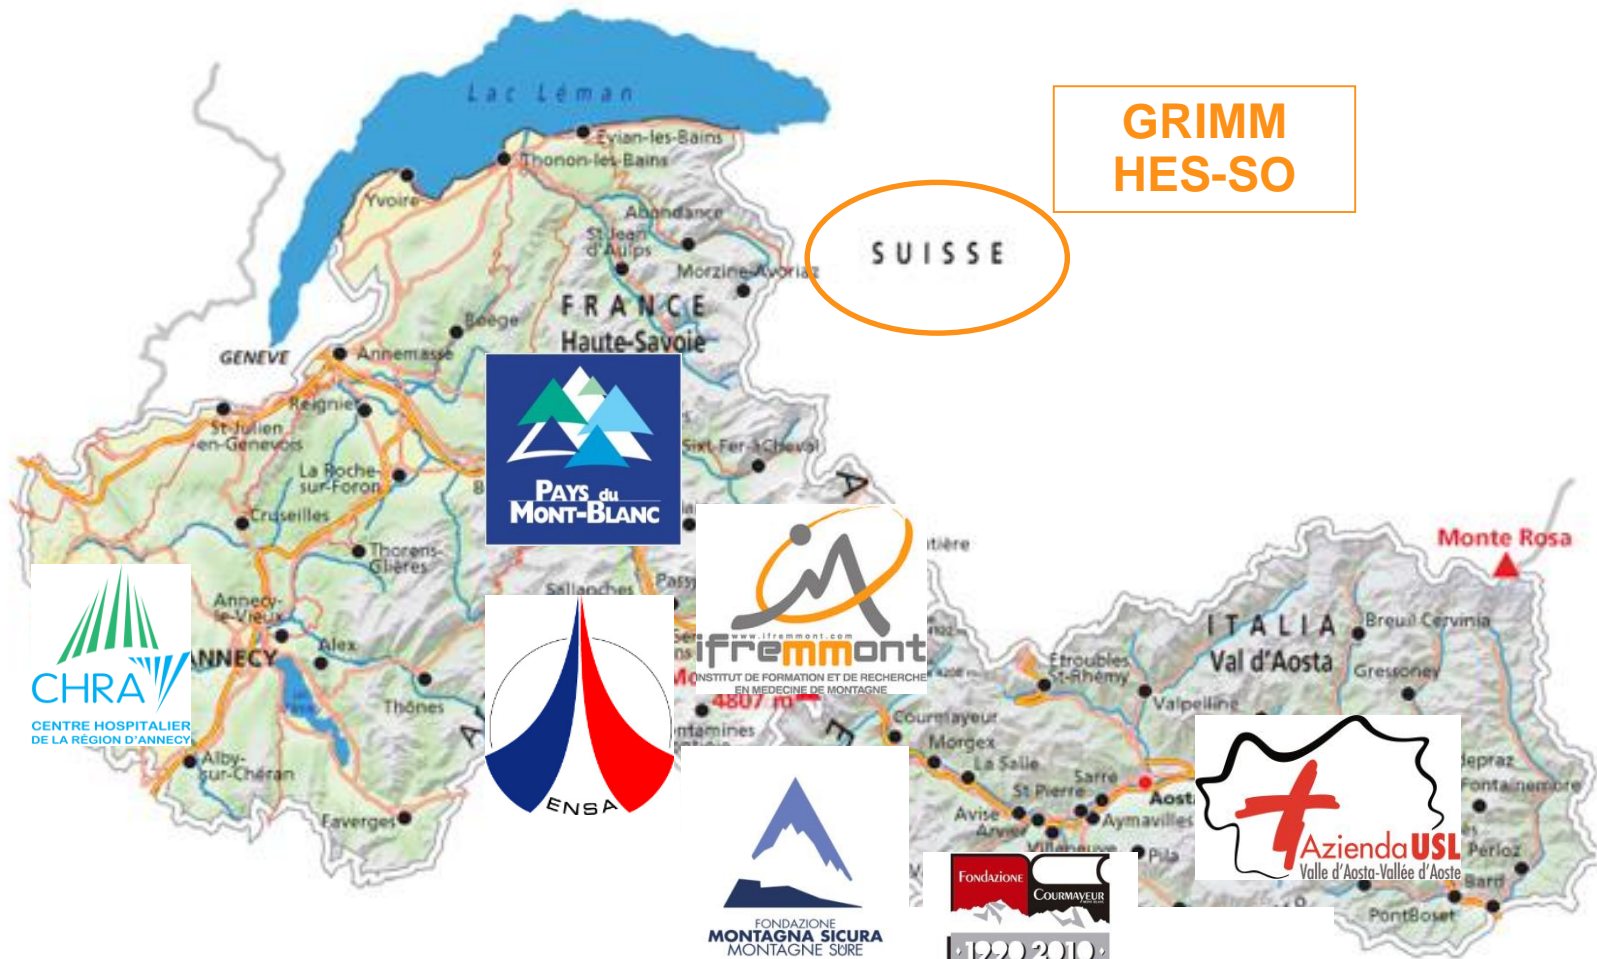 Lac Léman
GRIMM
HES-SO
Evian-les-Bains
Thonon-les-Bains
Yvoire
Abondance
St Jean
d'Aulps
SUISSE
Morzine-Avoriaz
FRANCE
Haute-Savoie
Boëge
GENEVE
Annemasse
Reignier
St-Julien
-en-Genevois
Sixt-Fer-à-Cheval
La Roche-
sur-Foron
PAYS du
MONT-BLANC
Cruseilles
Thorens-
Glières
Monte Rosa
Sallanches
Annecy-
le-Vieux
Alex
ANNECY
Thônes
CHRA
CENTRE HOSPITALIER
DE LA RÉGION D'ANNECY
Alby-
sur-Chéran
Faverges
ENSA
www.ifremmont.com
ifremmont
INSTITUT DE FORMATION ET DE RECHERCHE
EN MEDECINE DE MONTAGNE
4807 m
ITALIA
Val d'Aosta
Breuil Cervinia
Gressoney
Etroubles
St-Rhémy
Valpelline
Courmayeur
Morgex
La Salle
Sarre
St Pierre
Avise
Arvier
Aymavilles
Villeneuve
Pila
Fontainemore
Perloz
Bard
PontBoset
Azienda USL
Valle d'Aosta-Vallée d'Aoste
FONDAZIONE
MONTAGNA SICURA
MONTAGNE SÛRE
FONDAZIONE
COURMAYEUR
MONT BLANC